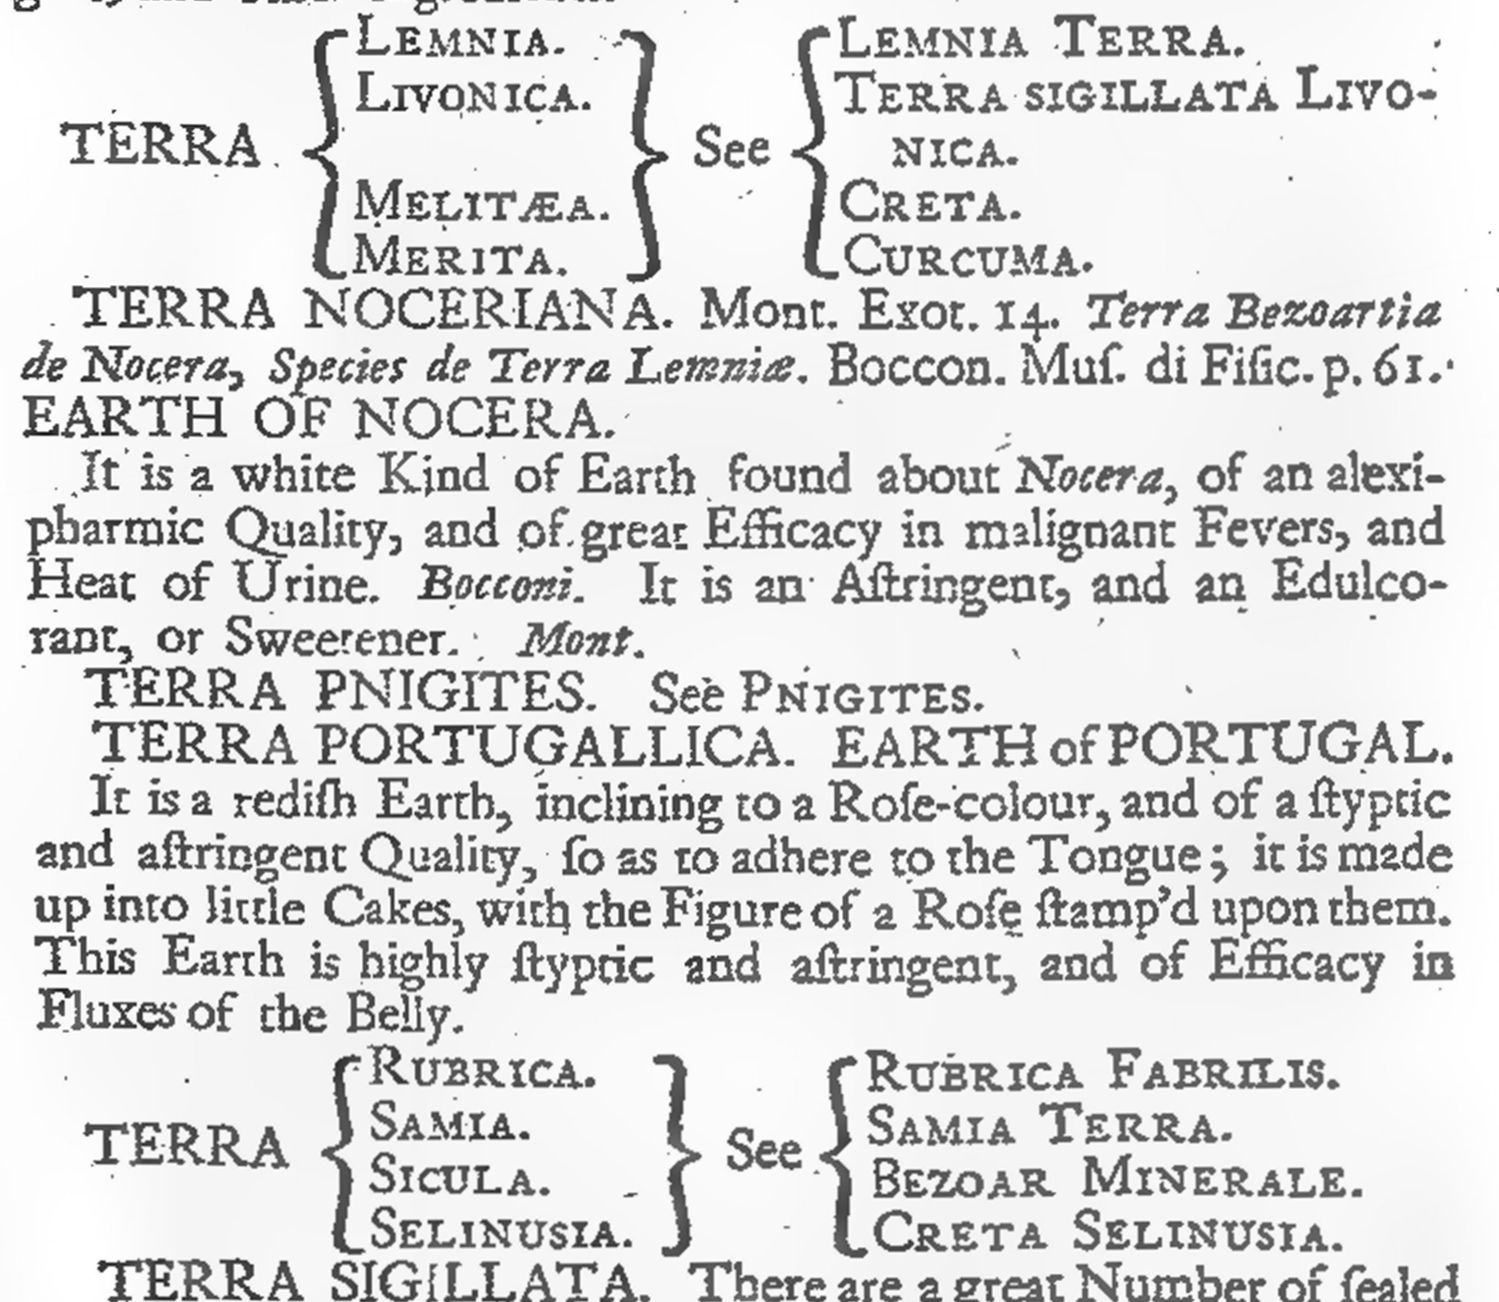 TERRA { LEMNIA. } See { LEMNIA TERRA.
LIVONICA. TERRA SIGILLATA LIVO-
NICA.
MELITÆA. CRETA.
MERITA. CURCUMA.
TERRA NOCERIANA. Mont. Exot. 14. Terra Bezoartia
de Nocera, Species de Terra Lemniæ. Boccon. Muſ. di Fiſic. p. 61.
EARTH OF NOCERA.
It is a white Kind of Earth found about Nocera, of an alexi-
pharmic Quality, and of great Efficacy in malignant Fevers, and
Heat of Urine. Bocconi. It is an Aſtringent, and an Edulco-
rant, or Sweetener. Mont.
TERRA PNIGITES. See PNIGITES.
TERRA PORTUGALLICA. EARTH of PORTUGAL.
It is a rediſh Earth, inclining to a Roſe-colour, and of a ſtyptic
and aſtringent Quality, ſo as to adhere to the Tongue; it is made
up into little Cakes, with the Figure of a Roſe ſtamp'd upon them.
This Earth is highly ſtyptic and aſtringent, and of Efficacy in
Fluxes of the Belly.
TERRA { RUBRICA. } See { RUBRICA FABRILIS.
SAMIA. SAMIA TERRA.
SICULA. BEZOAR MINERALE.
SELINUSIA. CRETA SELINUSIA.
TERRA SIGILLATA. There are a great Number of ſealed